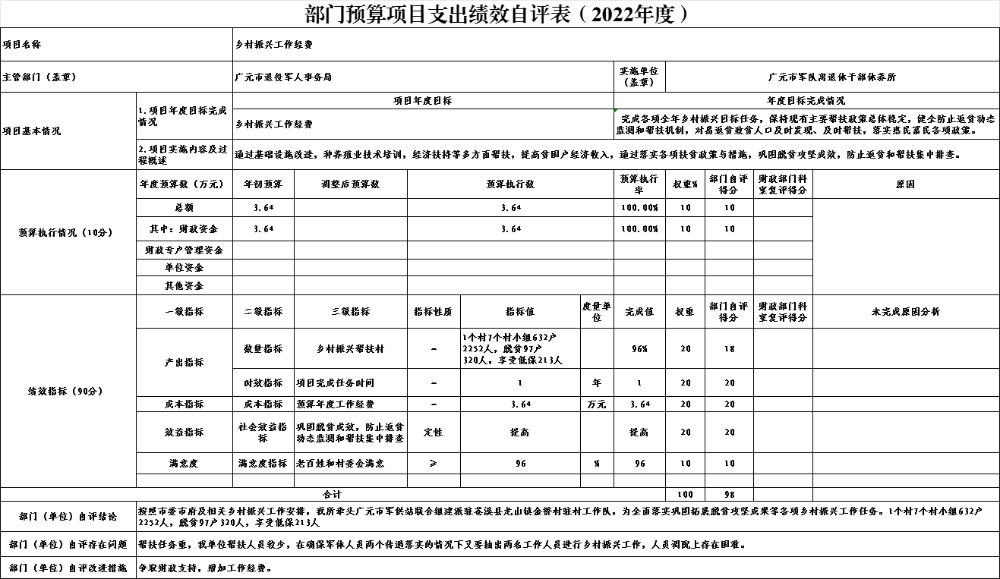 部门预算项目支出绩效自评表（2022年度）
项目名称 乡村振兴工作经费
主管部门（盖章） 广元市退役军人事务局 实施单位（盖章） 广元市军队离退休干部休养所
项目基本情况 1.项目年度目标完成情况 项目年度目标 年度目标完成情况
乡村振兴工作经费 完成各项全年乡村振兴目标任务，保持现有主要帮扶政策总体稳定，健全防止返贫动态
监测和帮扶机制，对易返贫致贫人口及时发现、及时帮扶，落实惠民富民各项政策。
2.项目实施内容及过程概述 通过基础设施改造，种养殖业技术培训，经济扶持等多方面帮扶，提高贫困户经济收入，通过落实各项扶贫政策与措施，巩固脱贫攻坚成效，防止返贫和帮扶集中排查。
预算执行情况（10分） 年度预算数（万元） 年初预算 调整后预算数 预算执行数 预算执行率 权重% 部门自评得分 财政部门科室复评得分 原因
总额 3.64 3.64 100.00% 10 10
其中：财政资金 3.64 3.64 100.00% 10 10
财政专户管理资金
单位资金
其他资金
绩效指标（90分） 一级指标 二级指标 三级指标 指标性质 指标值 度量单位 完成值 权重 部门自评得分 财政部门科室复评得分 未完成原因分析
产出指标 数量指标 乡村振兴帮扶村 － 1个村7个村小组632户
2252人，脱贫97户
320人，享受低保213人 96% 20 18
时效指标 项目完成任务时间 － 1 年 1 20 20
成本指标 成本指标 预算年度工作经费 － 3.64 万元 3.64 20 20
效益指标 社会效益指标 巩固脱贫成效，防止返贫
动态监测和帮扶集中排查 定性 提高 提高 20 20
满意度 满意度指标 老百姓和村委会满意 ≥ 96 % 96 10 10
合计 100 98
部门（单位）自评结论 按照市委市府及相关乡村振兴工作安排，我所牵头广元市军供站联合组建派驻苍溪县龙山镇金桥村驻村工作队，为全面落实巩固拓展脱贫攻坚成果等各项乡村振兴工作任务。1个村7个村小组632户
2252人，脱贫97户320人，享受低保213人
部门（单位）自评存在问题 帮扶任务重，我单位帮扶人员较少，在确保军休人员两个待遇落实的情况下又要抽出两名工作人员进行乡村振兴工作，人员调配上存在困难。
部门（单位）自评改进措施 争取财政支持，增加工作经费。